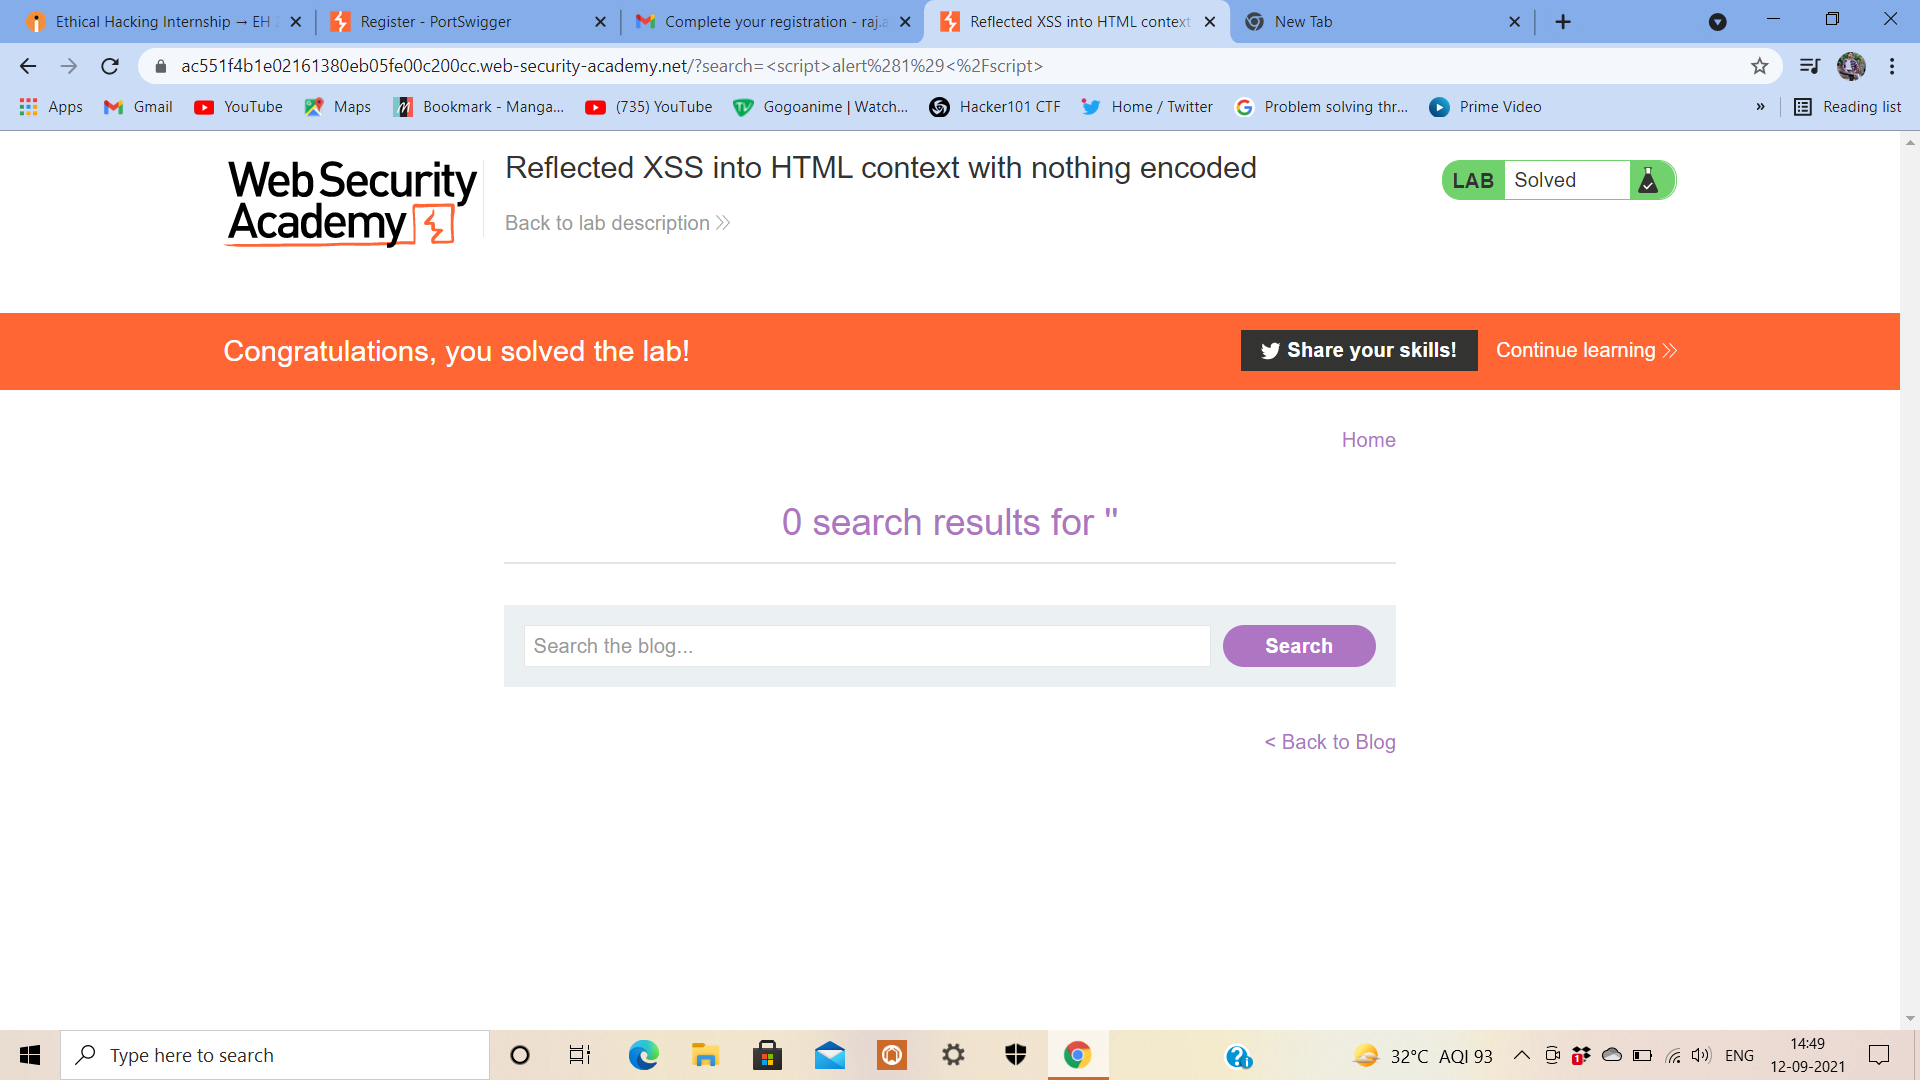 Ethical Hacking Internship → EH 2
Register - PortSwigger
Complete your registration - raj.a
Reflected XSS into HTML context
New Tab
ac551f4b1e02161380eb05fe00c200cc.web-security-academy.net/?search=<script>alert%281%29<%2Fscript>
Apps
Gmail
YouTube
Maps
Bookmark - Manga...
(735) YouTube
Gogoanime | Watch...
Hacker101 CTF
Home / Twitter
Problem solving thr...
Prime Video
»
Reading list
Web Security
Academy
Reflected XSS into HTML context with nothing encoded
Back to lab description
LAB Solved
Congratulations, you solved the lab!
Share your skills!
Continue learning
Home
0 search results for ''
Search the blog...
Search
< Back to Blog
Type here to search
32°C AQI 93
1
ENG
14:49
12-09-2021